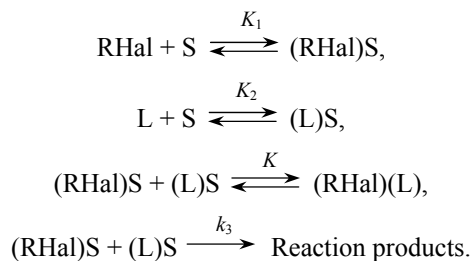 K₁
RHal + S ⇌ (RHal)S,
K₂
L + S ⇌ (L)S,
K
(RHal)S + (L)S ⇌ (RHal)(L),
k₃
(RHal)S + (L)S ⟶ Reaction products.